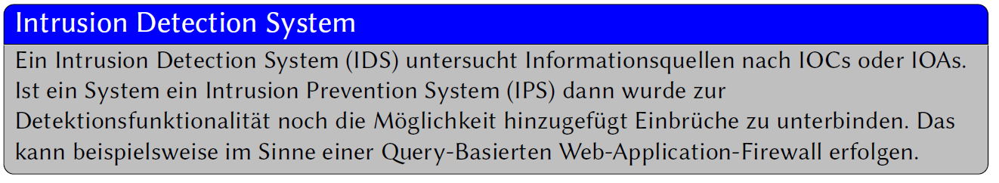 Intrusion Detection System
Ein Intrusion Detection System (IDS) untersucht Informationsquellen nach IOCs oder IOAs.
Ist ein System ein Intrusion Prevention System (IPS) dann wurde zur
Detektionsfunktionalität noch die Möglichkeit hinzugefügt Einbrüche zu unterbinden. Das
kann beispielsweise im Sinne einer Query-Basierten Web-Application-Firewall erfolgen.